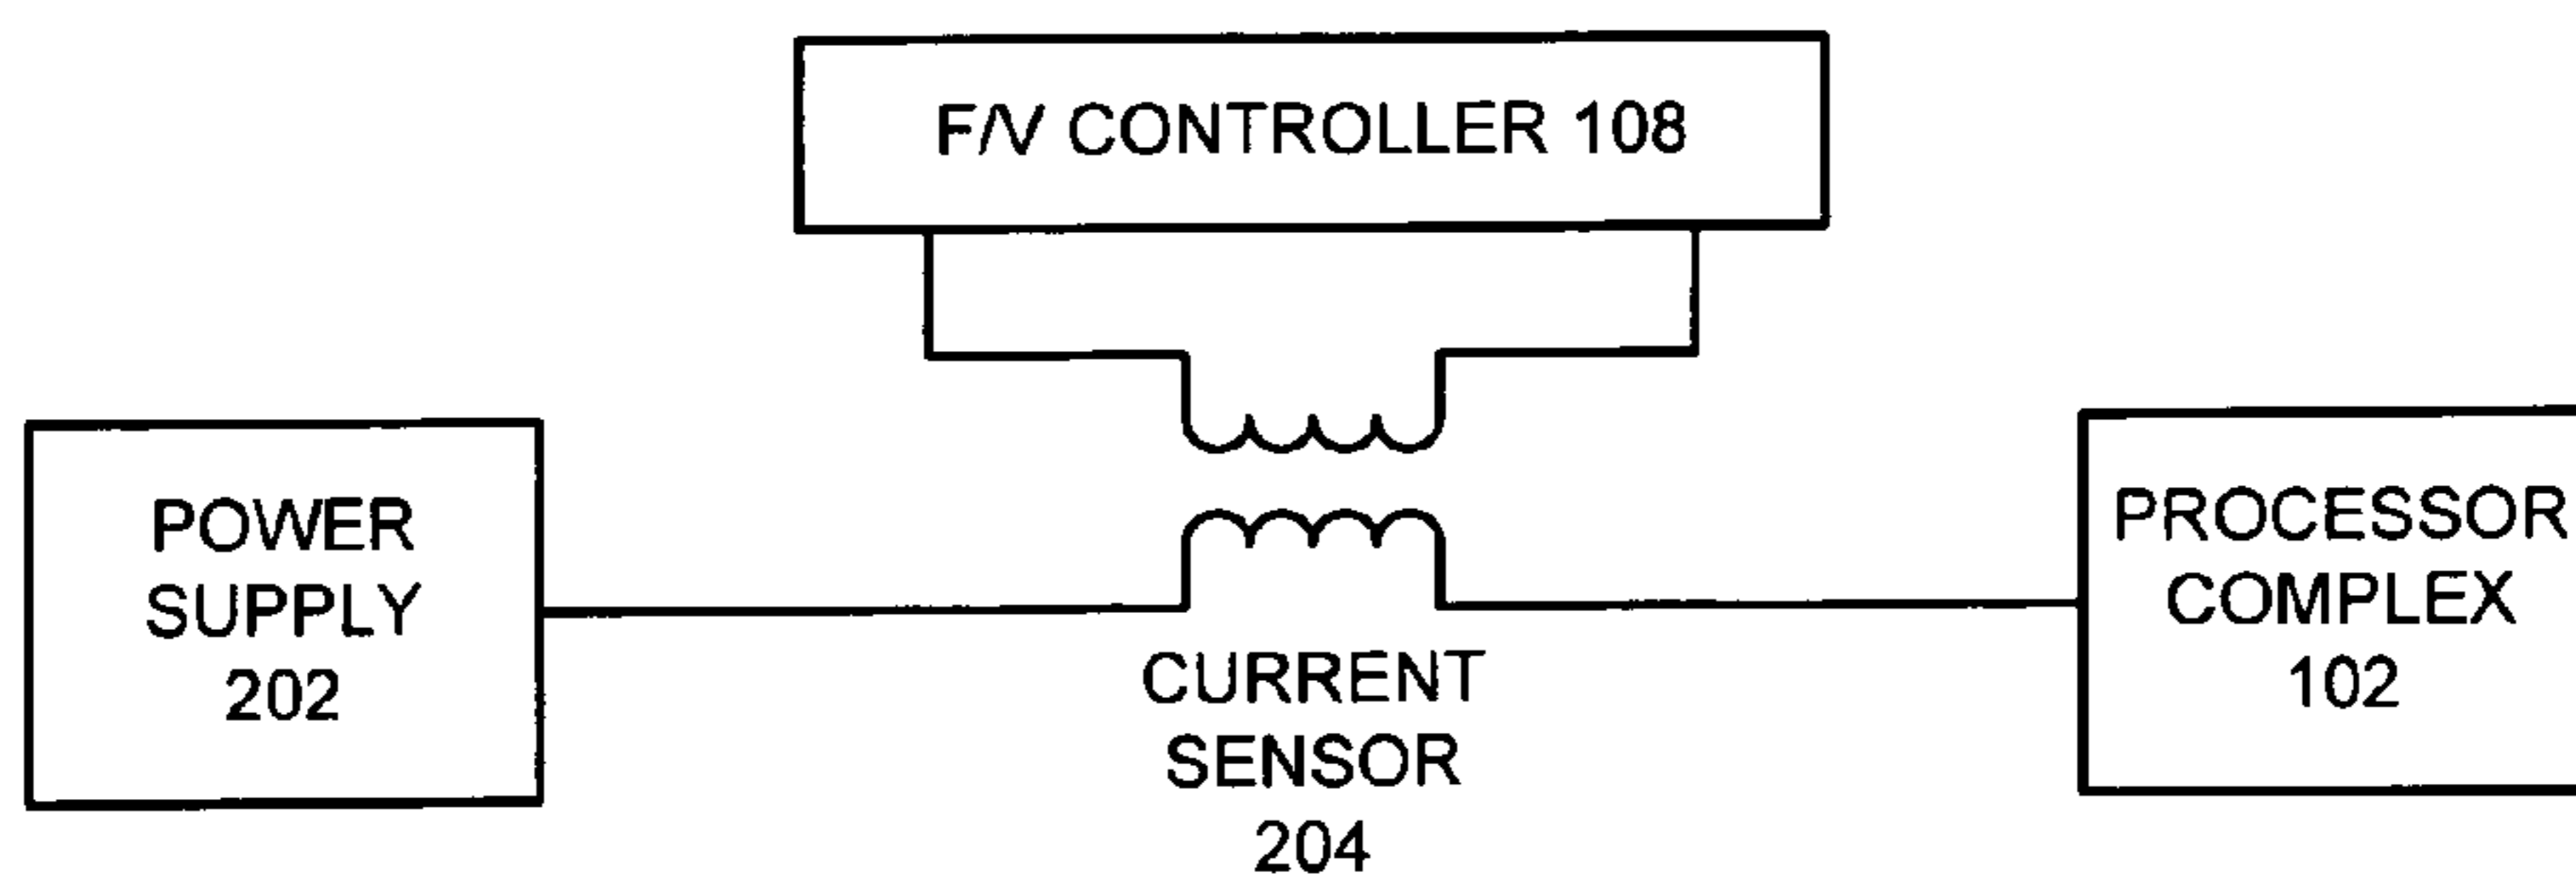 F/V CONTROLLER 108
POWER
SUPPLY
202
CURRENT
SENSOR
204
PROCESSOR
COMPLEX
102